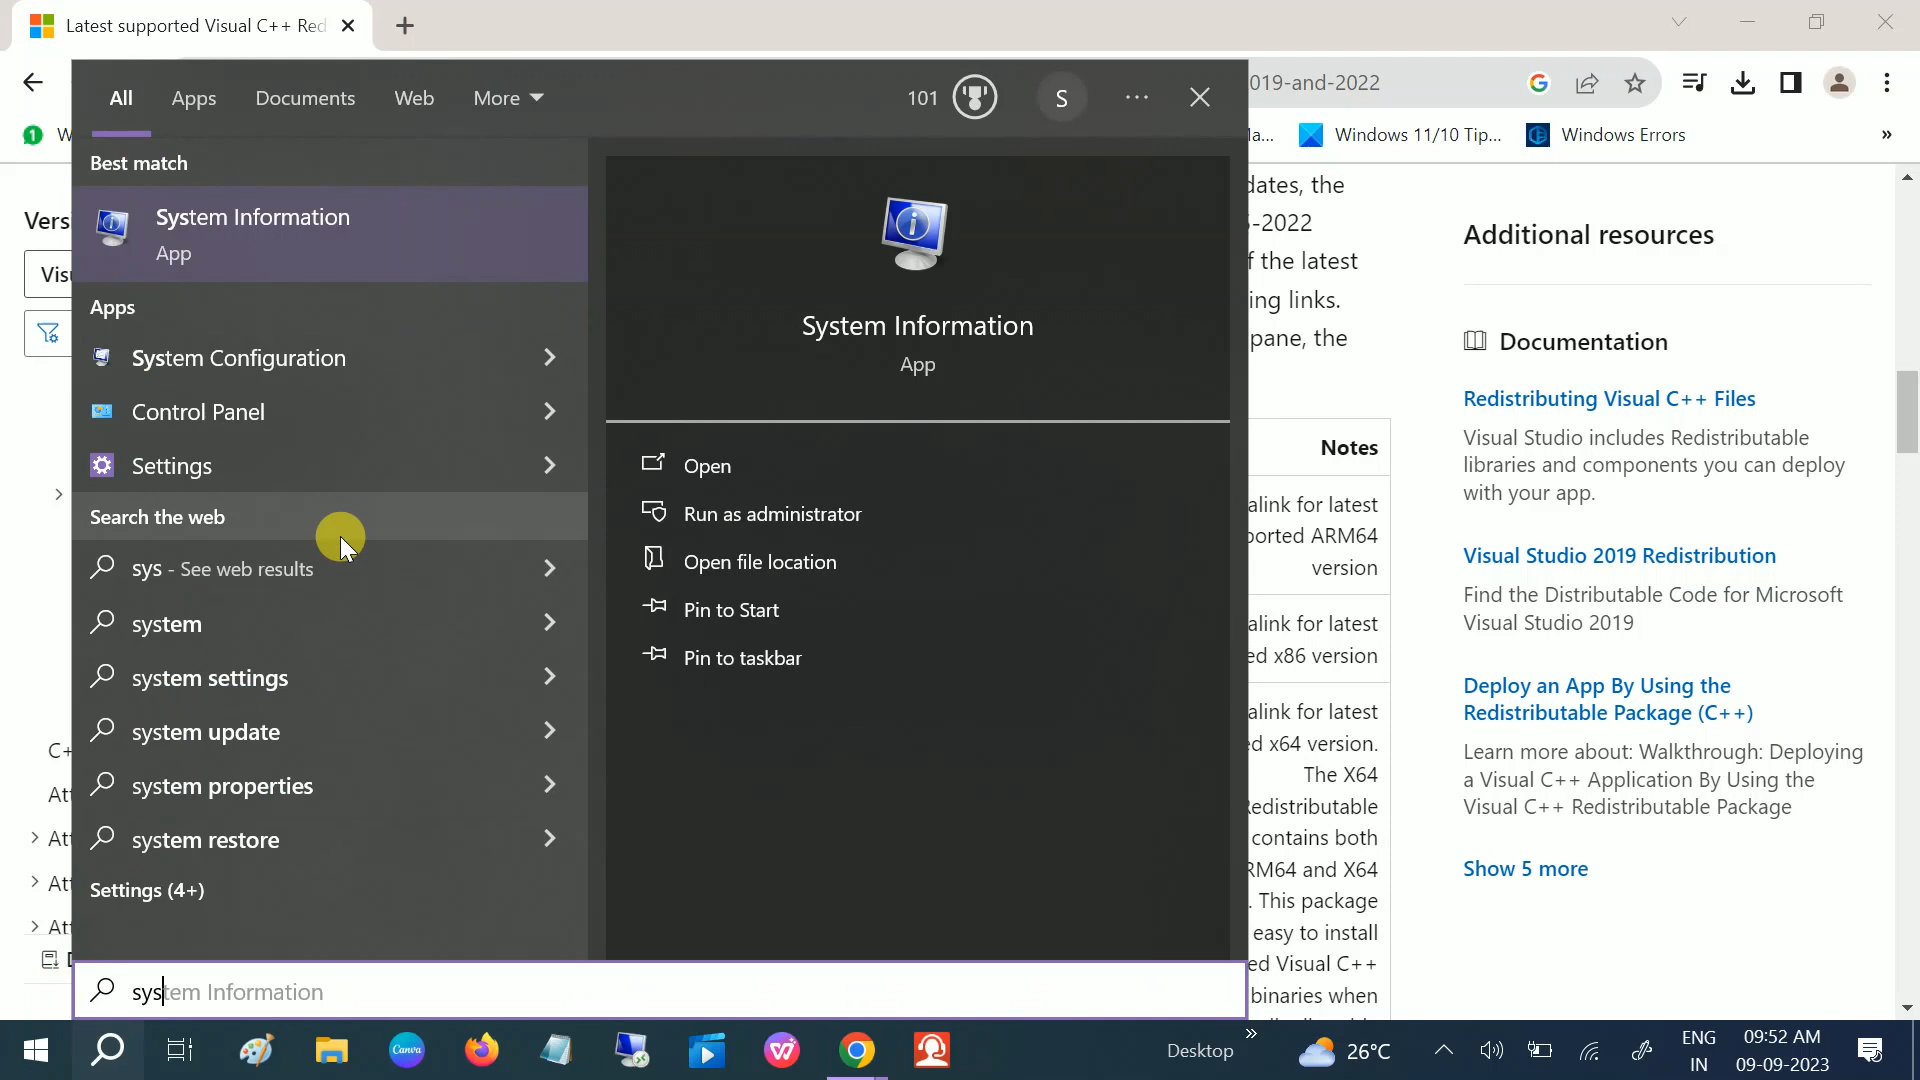 Latest supported Visual C++ Red
019-and-2022
1 W
Windows 11/10 Tip...
Windows Errors
»
All
Apps
Documents
Web
More
101
S
Best match
System Information
App
Apps
System Configuration
Control Panel
Settings
Search the web
sys - See web results
system
system settings
system update
system properties
system restore
Settings (4+)
system Information
System Information
App
Open
Run as administrator
Open file location
Pin to Start
Pin to taskbar
Versi
Visu
C+
Att
Att
Att
Att
dates, the
-2022
f the latest
ing links.
pane, the
Notes
alink for latest
ported ARM64
version
alink for latest
ed x86 version
alink for latest
ed x64 version.
The X64
Redistributable
contains both
RM64 and X64
. This package
easy to install
ed Visual C++
binaries when
Additional resources
Documentation
Redistributing Visual C++ Files
Visual Studio includes Redistributable
libraries and components you can deploy
with your app.
Visual Studio 2019 Redistribution
Find the Distributable Code for Microsoft
Visual Studio 2019
Deploy an App By Using the
Redistributable Package (C++)
Learn more about: Walkthrough: Deploying
a Visual C++ Application By Using the
Visual C++ Redistributable Package
Show 5 more
Canva
Desktop
»
26°C
ENG
IN
09:52 AM
09-09-2023